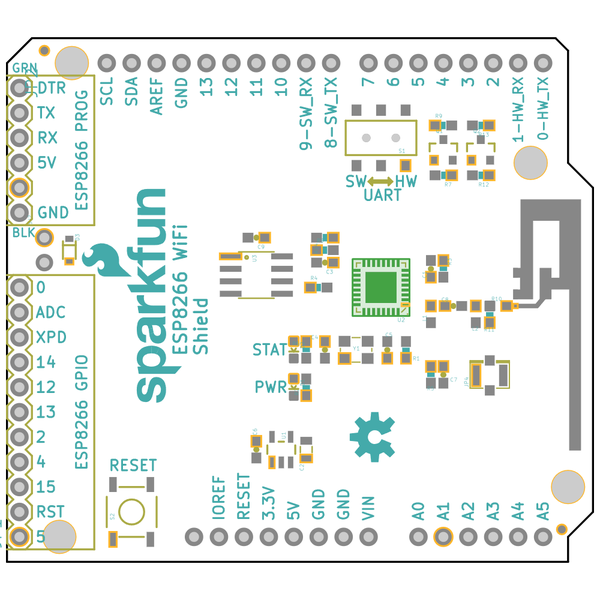 GRN
SCL
SDA
AREF
GND
13
12
11
10
9-SW_RX
8-SW_TX
7
6
5
4
3
2
1-HW_RX
0-HW_TX
DTR
TX
RX
5V
GND
ESP8266 PROG
BLK
SW HW
UART
sparkfun
ESP8266 WiFi
Shield
0
ADC
XPD
14
12
13
2
4
15
RST
5
ESP8266 GPIO
STAT
PWR
RESET
IOREF
RESET
3.3V
5V
GND
GND
VIN
A0
A1
A2
A3
A4
A5